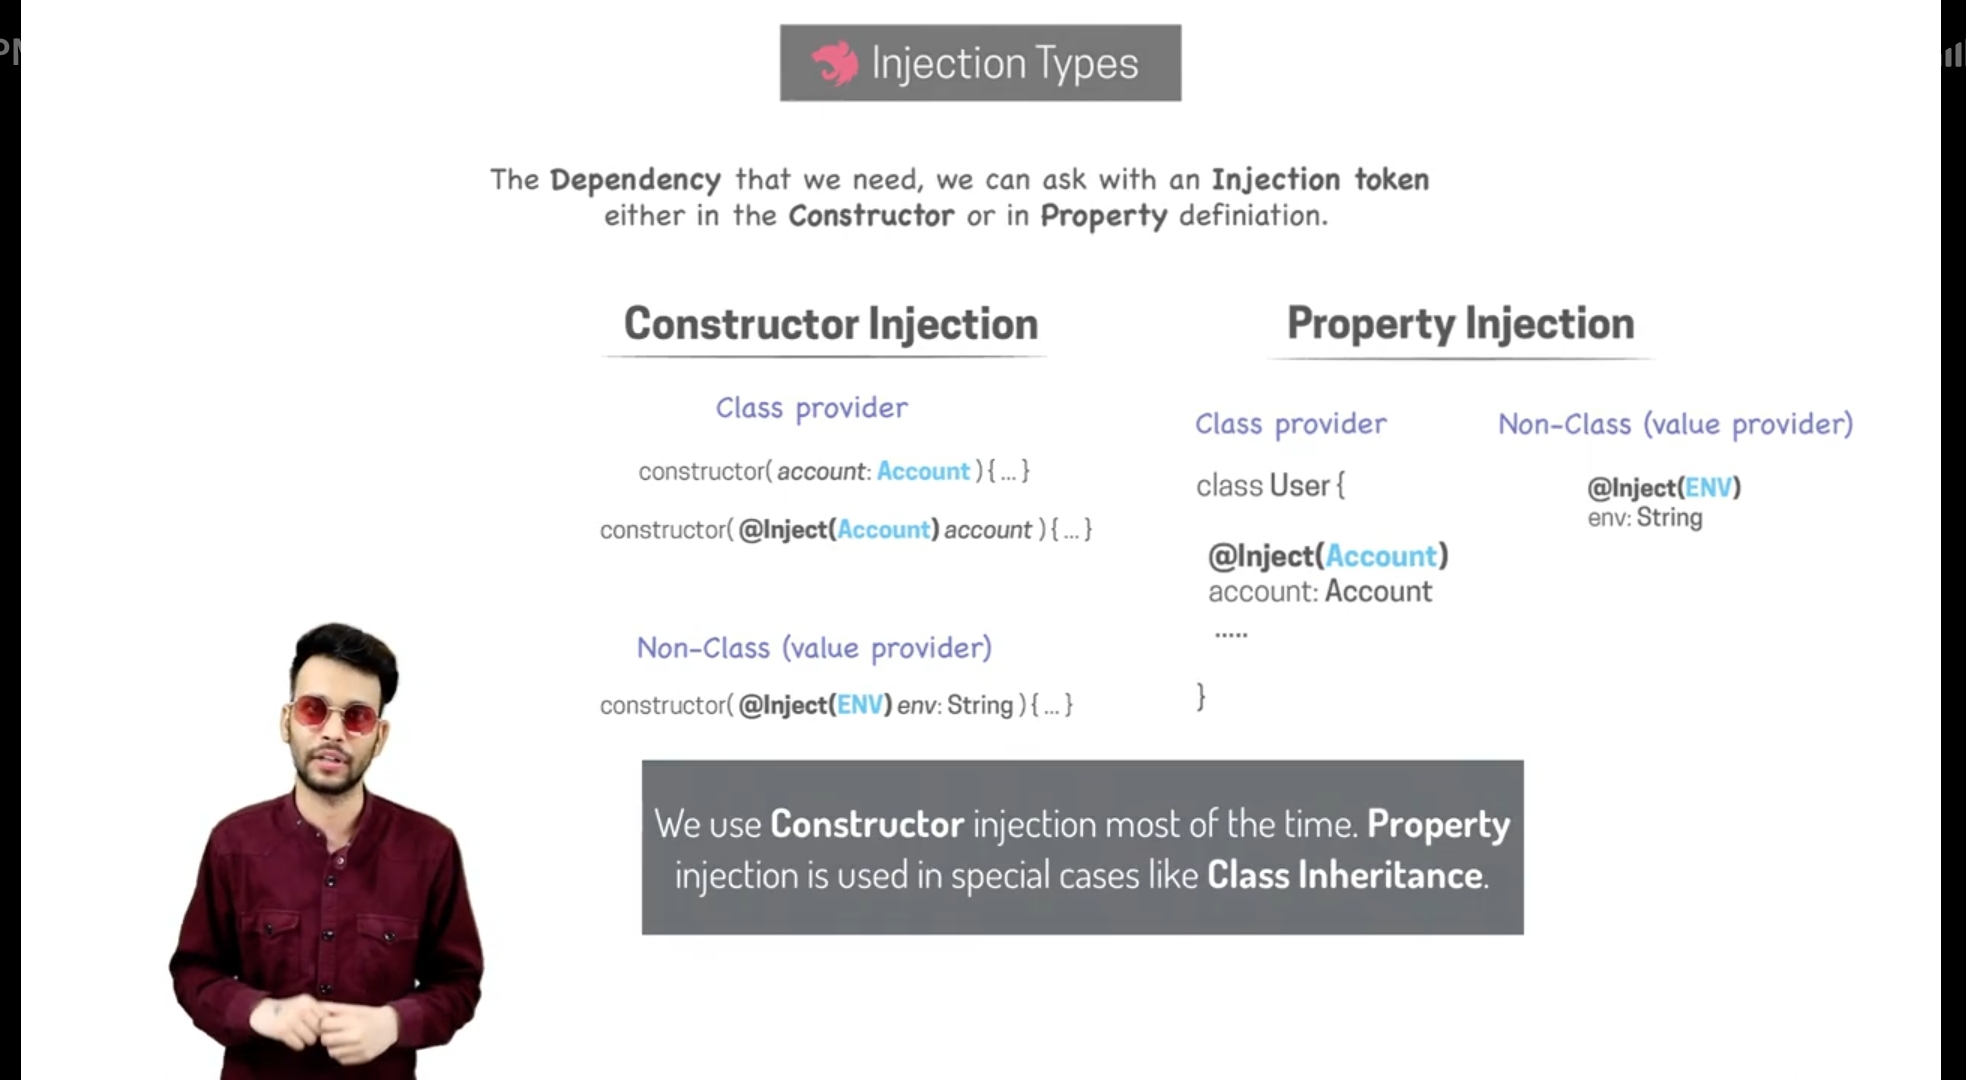 Injection Types
The Dependency that we need, we can ask with an Injection token
either in the Constructor or in Property definiation.
Constructor Injection
Class provider
constructor( account: Account ) { ... }
constructor( @Inject(Account) account ) { ... }
Non-Class (value provider)
constructor( @Inject(ENV) env: String ) { ... }
Property Injection
Class provider
class User {
@Inject(Account)
account: Account
.....
}
Non-Class (value provider)
@Inject(ENV)
env: String
We use Constructor injection most of the time. Property
injection is used in special cases like Class Inheritance.